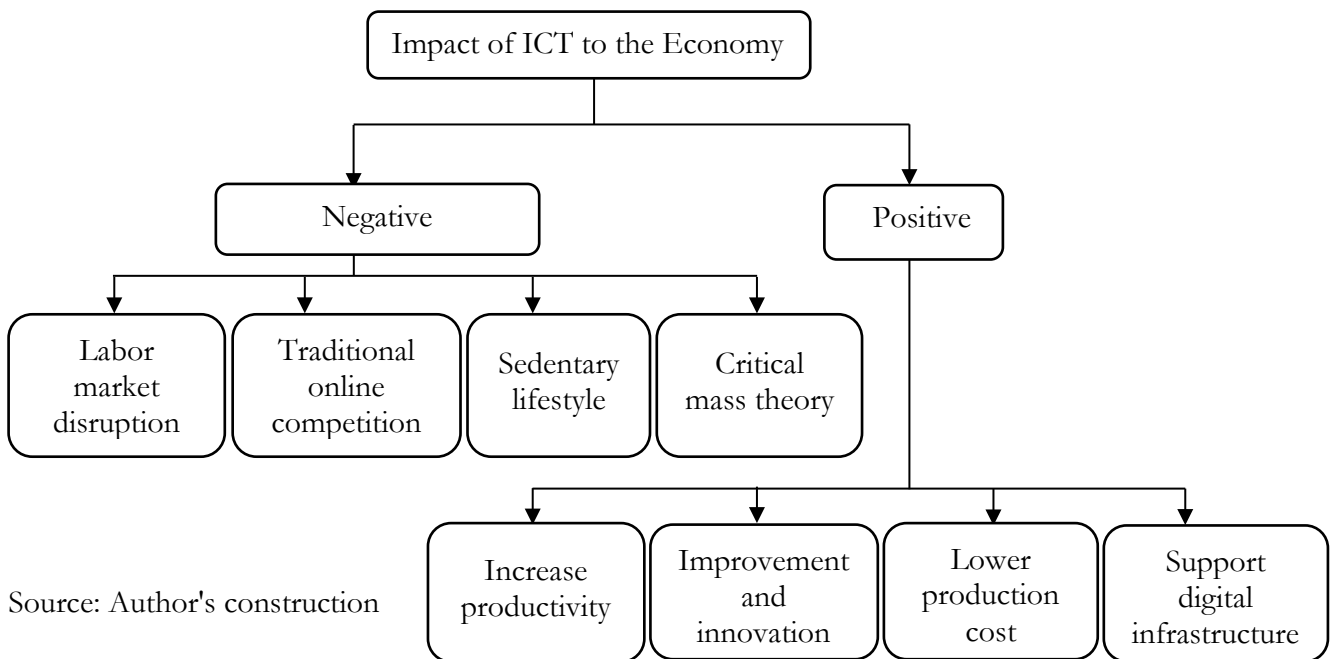 Impact of ICT to the Economy
Negative
Positive
Labor
market
disruption
Traditional
online
competition
Sedentary
lifestyle
Critical
mass theory
Increase
productivity
Improvement
and
innovation
Lower
production
cost
Support
digital
infrastructure
Source: Author's construction